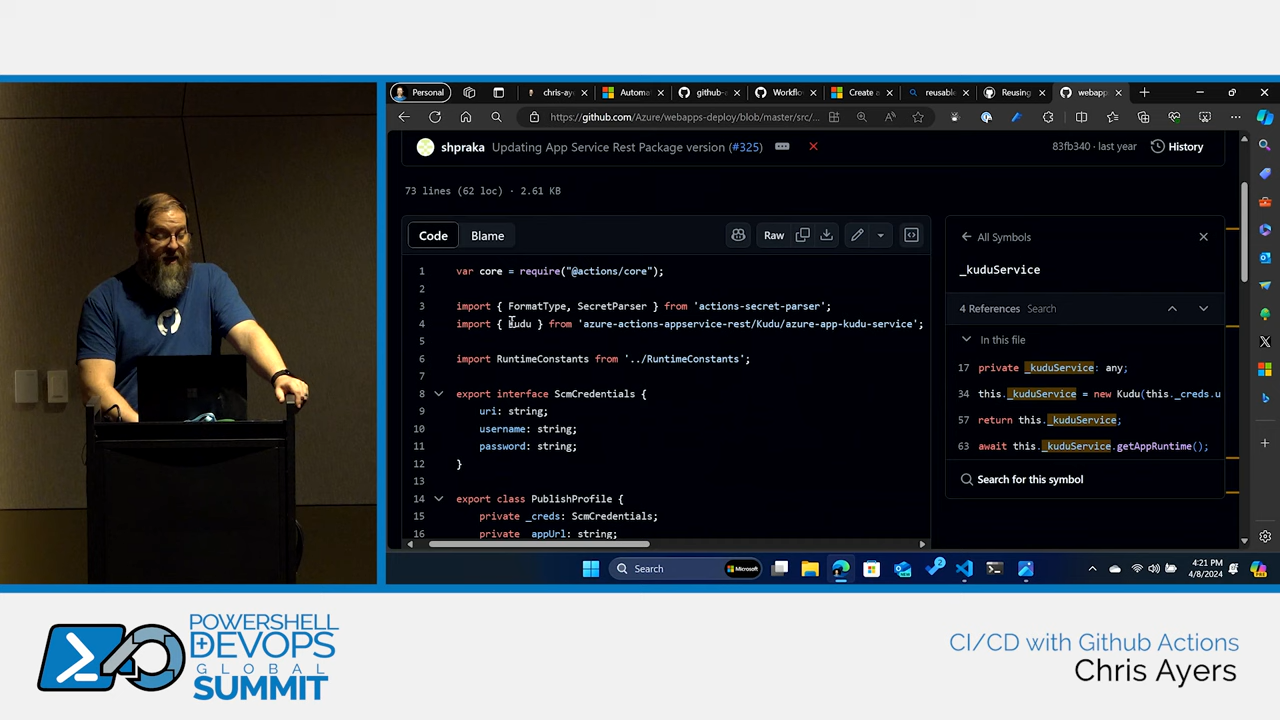 Personal
chris-aye
Automa
github-
Workflo
Create a
reusabl
Reusing
webapp
https://github.com/Azure/webapps-deploy/blob/master/src/...
shpraka Updating App Service Rest Package version (#325)
83fb340 · last year
History
73 lines (62 loc) · 2.61 KB
Code
Blame
Raw
1 var core = require("@actions/core");
2
3 import { FormatType, SecretParser } from 'actions-secret-parser';
4 import { Kudu } from 'azure-actions-appservice-rest/Kudu/azure-app-kudu-service';
5
6 import RuntimeConstants from '../RuntimeConstants';
7
8 export interface ScmCredentials {
9 uri: string;
10 username: string;
11 password: string;
12 }
13
14 export class PublishProfile {
15 private _creds: ScmCredentials;
16 private _appUrl: string;
All Symbols
_kuduService
4 References Search
In this file
17 private _kuduService: any;
34 this._kuduService = new Kudu(this._creds.u
57 return this._kuduService;
63 await this._kuduService.getAppRuntime();
Search for this symbol
Search
Microsoft
4:21 PM
4/8/2024
POWERSHELL
DEVOPS
GLOBAL
SUMMIT
CI/CD with Github Actions
Chris Ayers